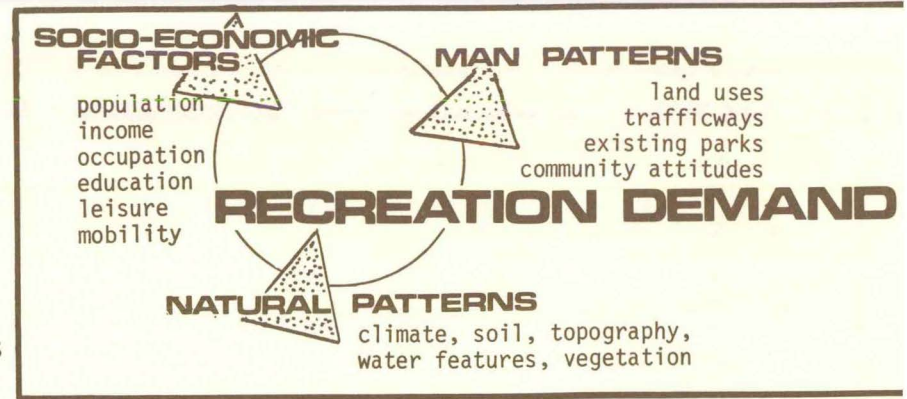 SOCIO-ECONOMIC
FACTORS
population
income
occupation
education
leisure
mobility
MAN PATTERNS
land uses
trafficways
existing parks
community attitudes
RECREATION DEMAND
NATURAL PATTERNS
climate, soil, topography,
water features, vegetation